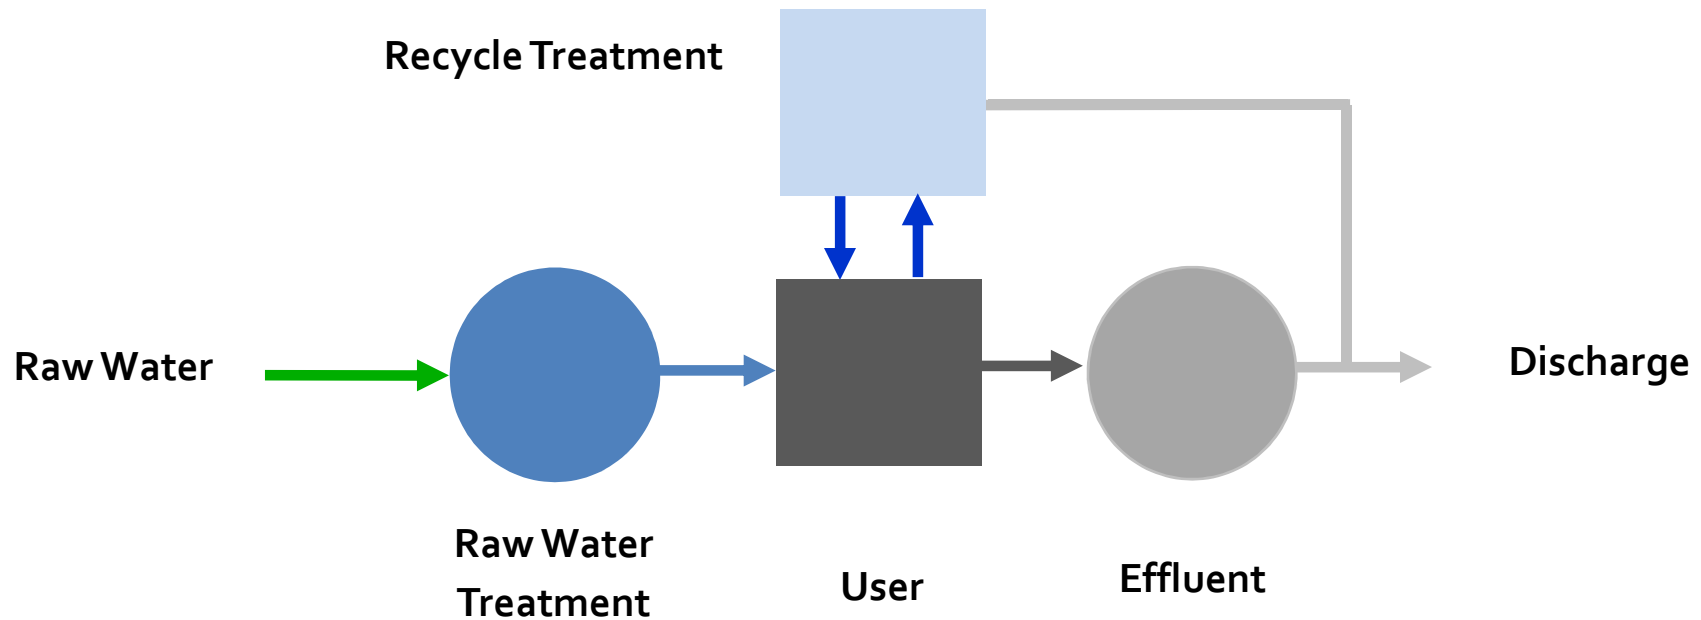 Recycle Treatment
Raw Water
Discharge
Raw Water
Treatment
User
Effluent